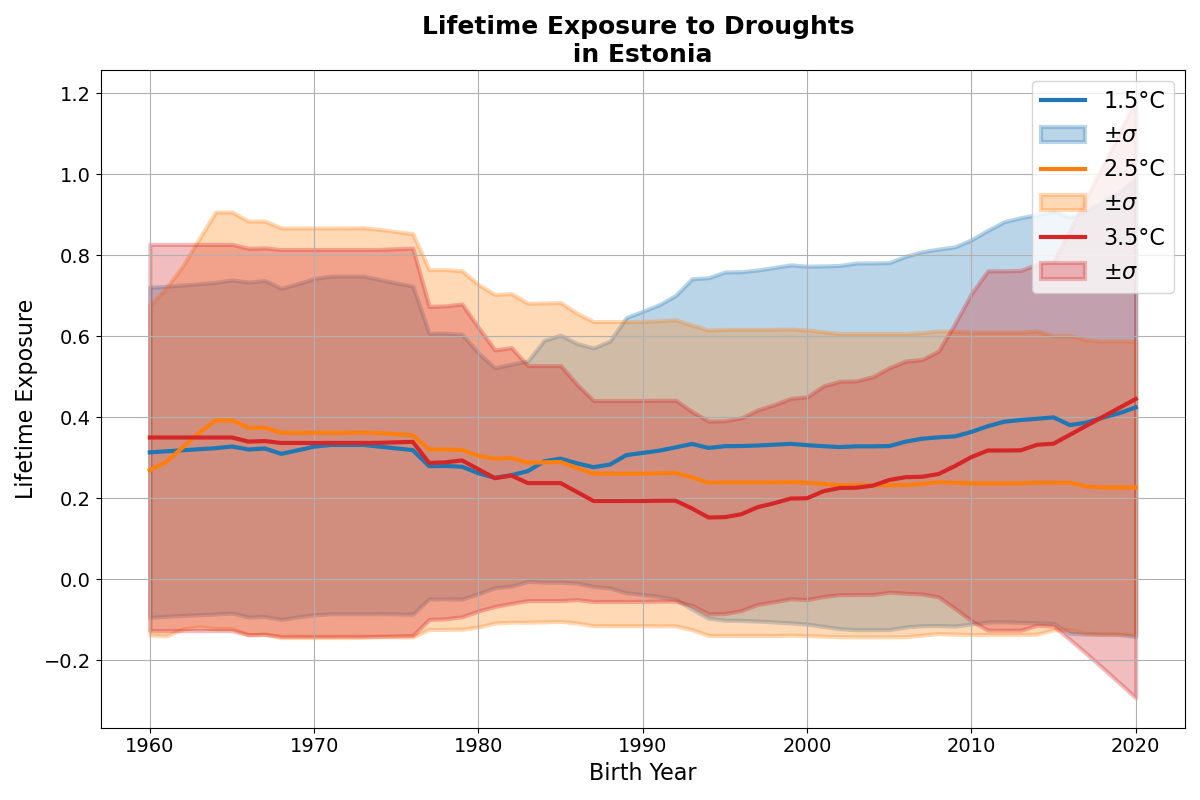 Lifetime Exposure to Droughts
in Estonia
1.2
1.0
0.8
0.6
0.4
0.2
0.0
−0.2
Lifetime Exposure
1.5°C
±σ
2.5°C
±σ
3.5°C
±σ
1960 1970 1980 1990 2000 2010 2020
Birth Year